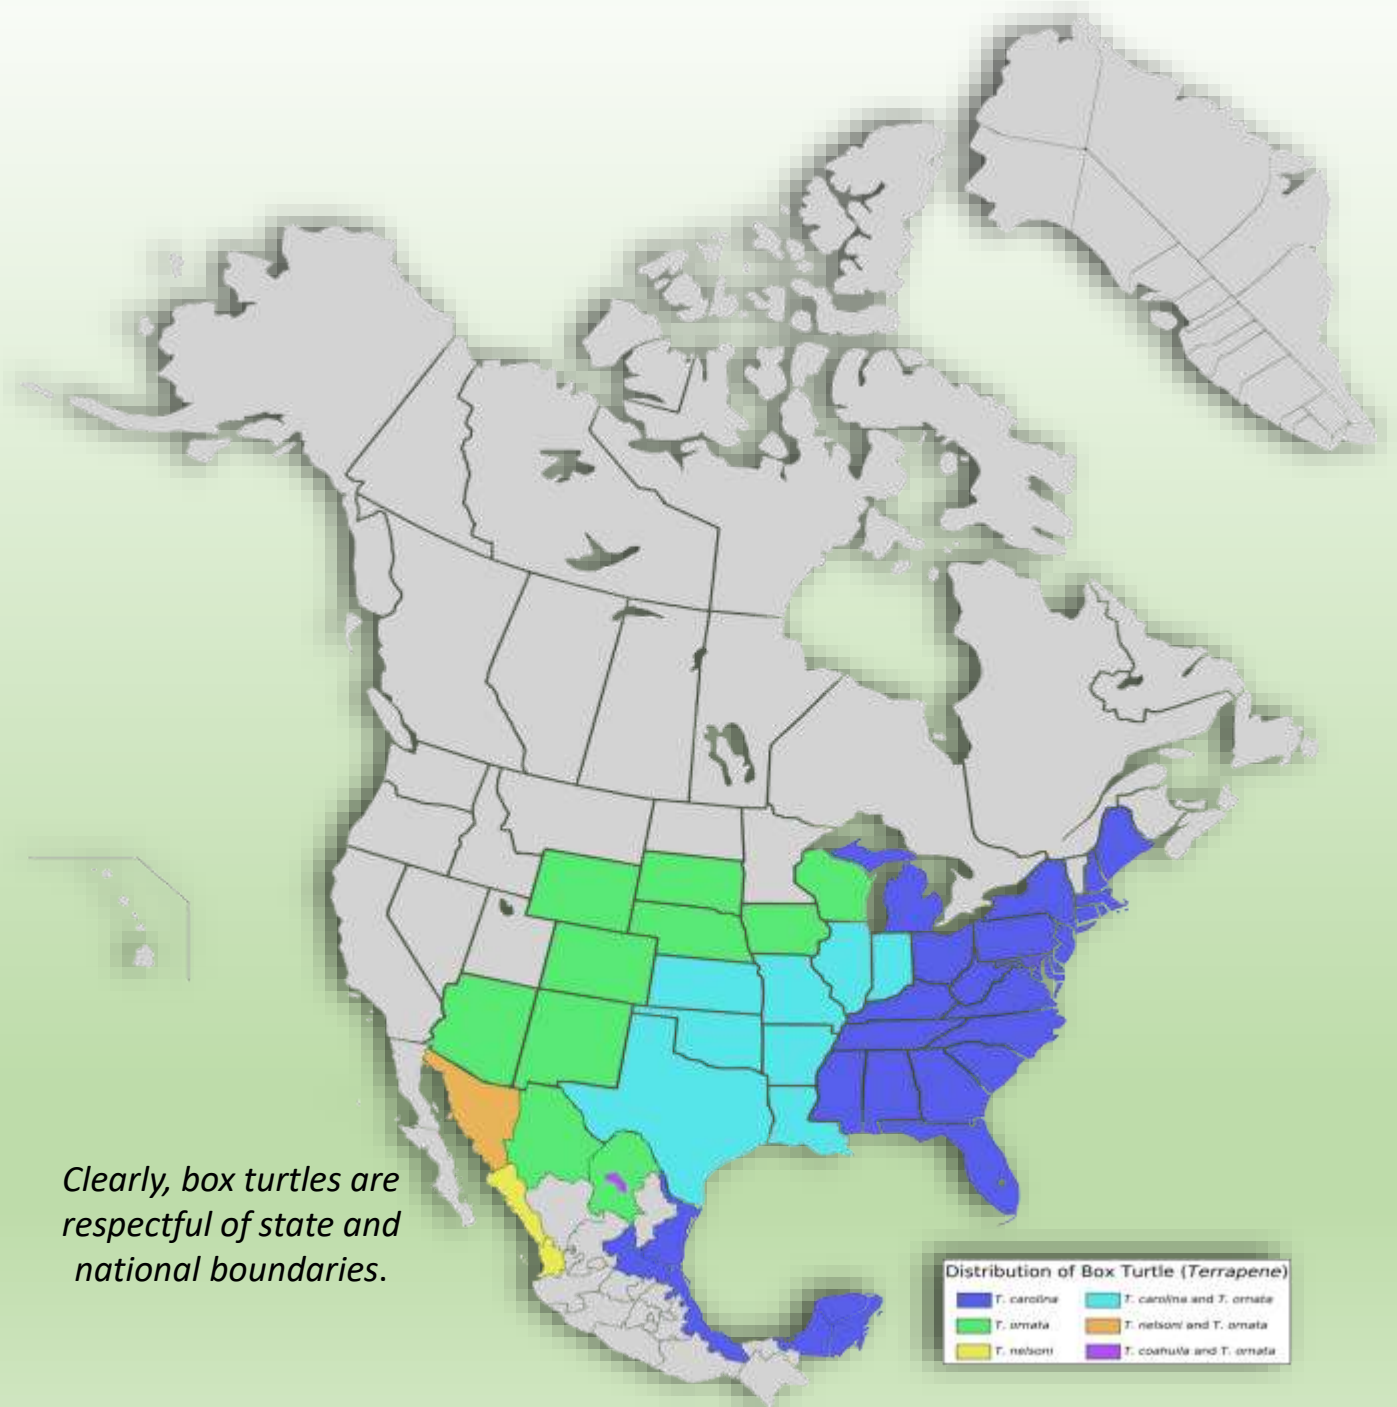 Clearly, box turtles are
respectful of state and
national boundaries.
Distribution of Box Turtle (Terrapene)
T. carolina
T. carolina and T. ornata
T. ornata
T. nelsoni and T. ornata
T. nelsoni
T. coahuila and T. ornata